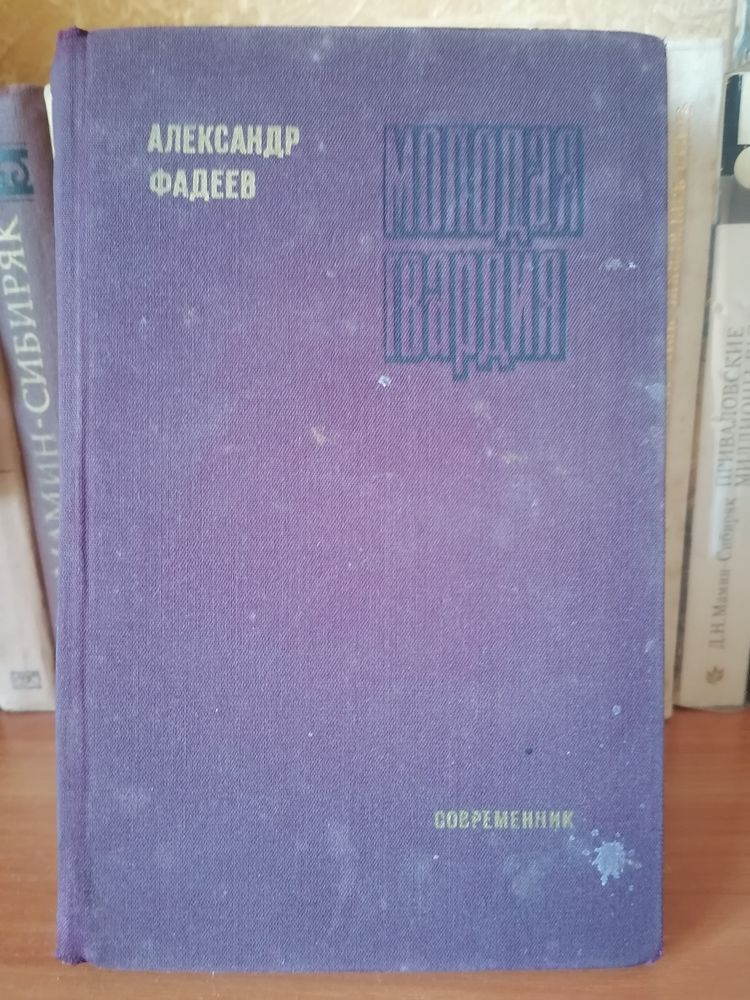 АЛЕКСАНДР
ФАДЕЕВ
МОЛОДАЯ
ГВАРДИЯ
СОВРЕМЕННИК
МАМИН-СИБИРЯК
Д.Н.Мамин-Сибиряк ПРИВАЛОВСКИЕ